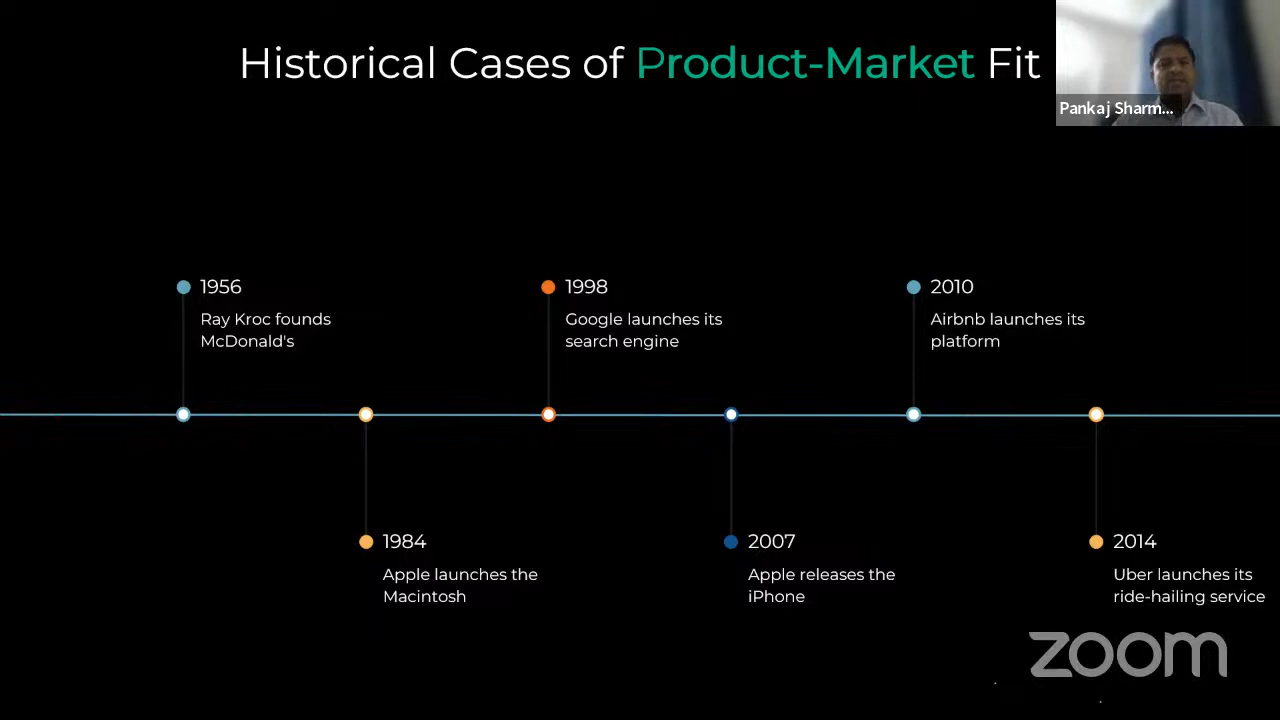 Historical Cases of Product-Market Fit
Pankaj Sharm...
1956
Ray Kroc founds
McDonald's
1998
Google launches its
search engine
2010
Airbnb launches its
platform
1984
Apple launches the
Macintosh
2007
Apple releases the
iPhone
2014
Uber launches its
ride-hailing service
zoom